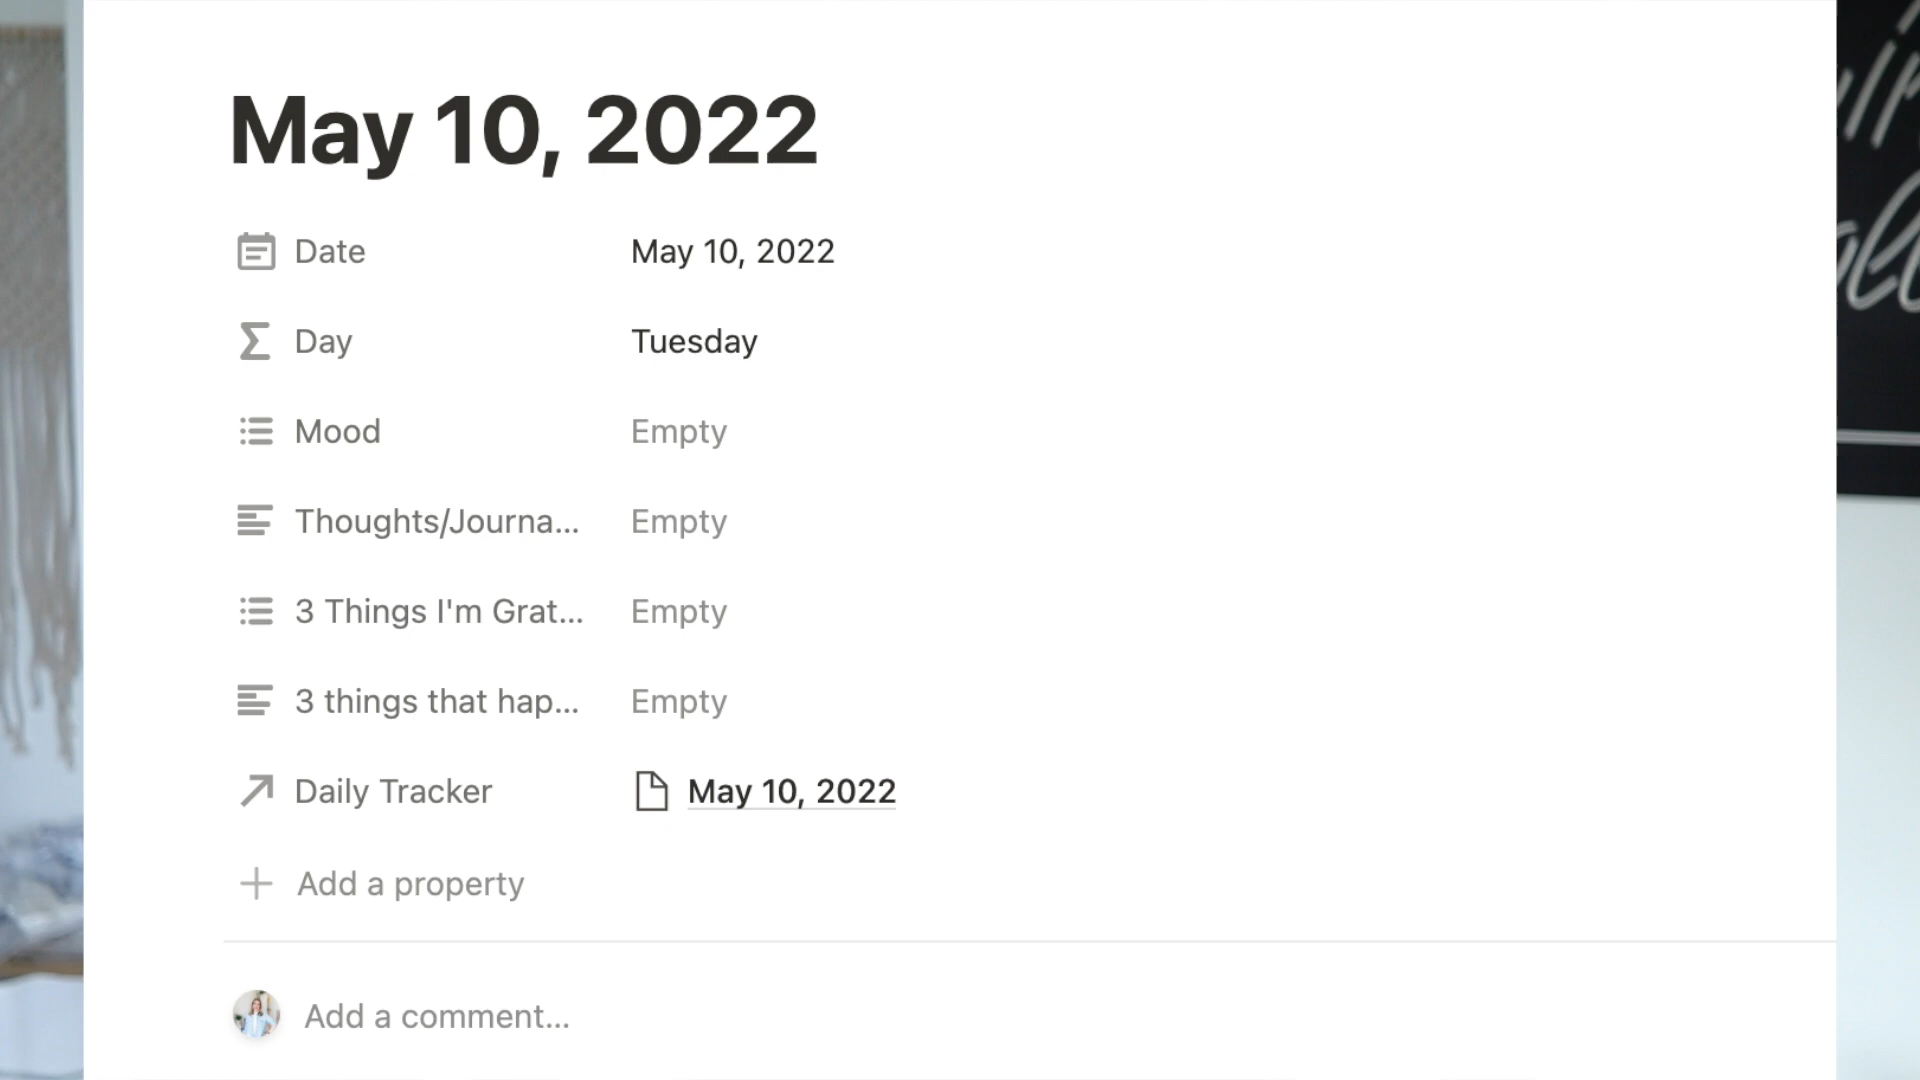 May 10, 2022
Date May 10, 2022
Day Tuesday
Mood Empty
Thoughts/Journa... Empty
3 Things I'm Grat... Empty
3 things that hap... Empty
Daily Tracker May 10, 2022
Add a property
Add a comment...